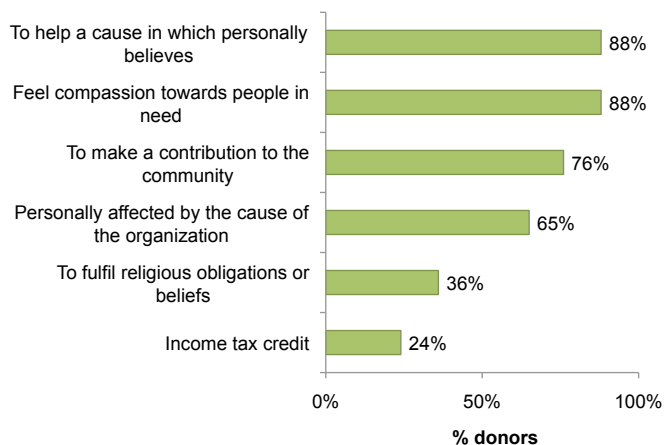 To help a cause in which personally
believes
88%
Feel compassion towards people in
need
88%
To make a contribution to the
community
76%
Personally affected by the cause of
the organization
65%
To fulfil religious obligations or
beliefs
36%
Income tax credit
24%
0%
50%
100%
% donors